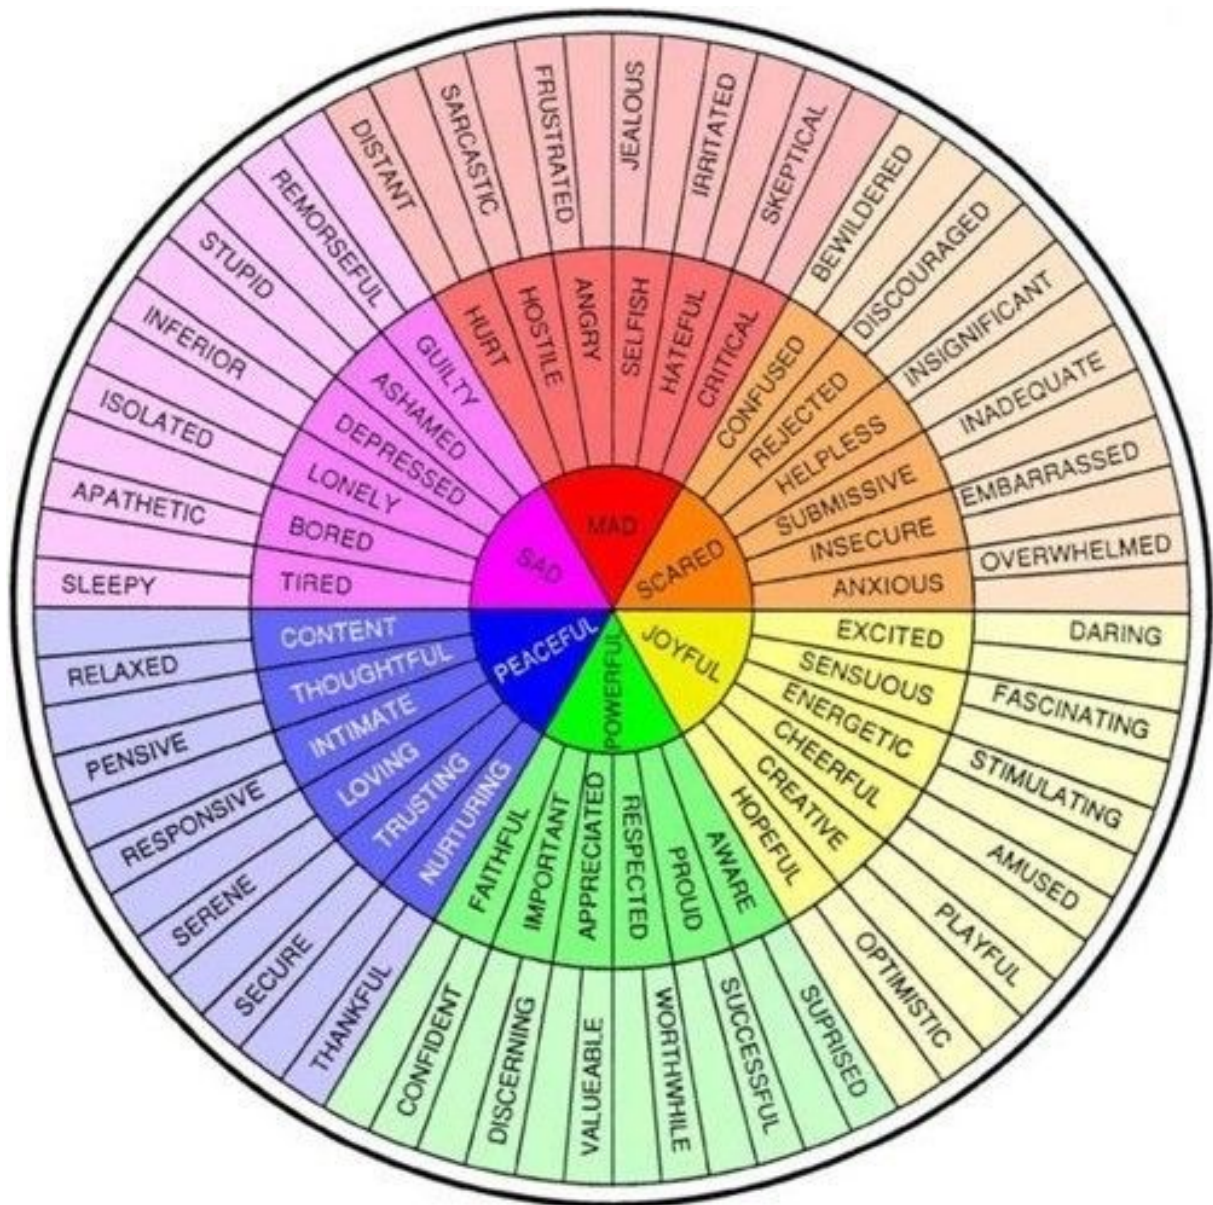 MAD
SCARED
JOYFUL
POWERFUL
PEACEFUL
SAD
HURT
HOSTILE
ANGRY
SELFISH
HATEFUL
CRITICAL
CONFUSED
REJECTED
HELPLESS
SUBMISSIVE
INSECURE
ANXIOUS
EXCITED
SENSUOUS
ENERGETIC
CHEERFUL
CREATIVE
HOPEFUL
AWARE
PROUD
RESPECTED
APPRECIATED
IMPORTANT
FAITHFUL
NURTURING
TRUSTING
LOVING
INTIMATE
THOUGHTFUL
CONTENT
TIRED
BORED
LONELY
DEPRESSED
ASHAMED
GUILTY
DISTANT
SARCASTIC
FRUSTRATED
JEALOUS
IRRITATED
SKEPTICAL
BEWILDERED
DISCOURAGED
INSIGNIFICANT
INADEQUATE
EMBARRASSED
OVERWHELMED
DARING
FASCINATING
STIMULATING
AMUSED
PLAYFUL
OPTIMISTIC
SUPRISED
SUCCESSFUL
WORTHWHILE
VALUEABLE
DISCERNING
CONFIDENT
THANKFUL
SECURE
SERENE
RESPONSIVE
PENSIVE
RELAXED
SLEEPY
APATHETIC
ISOLATED
INFERIOR
STUPID
REMORSEFUL